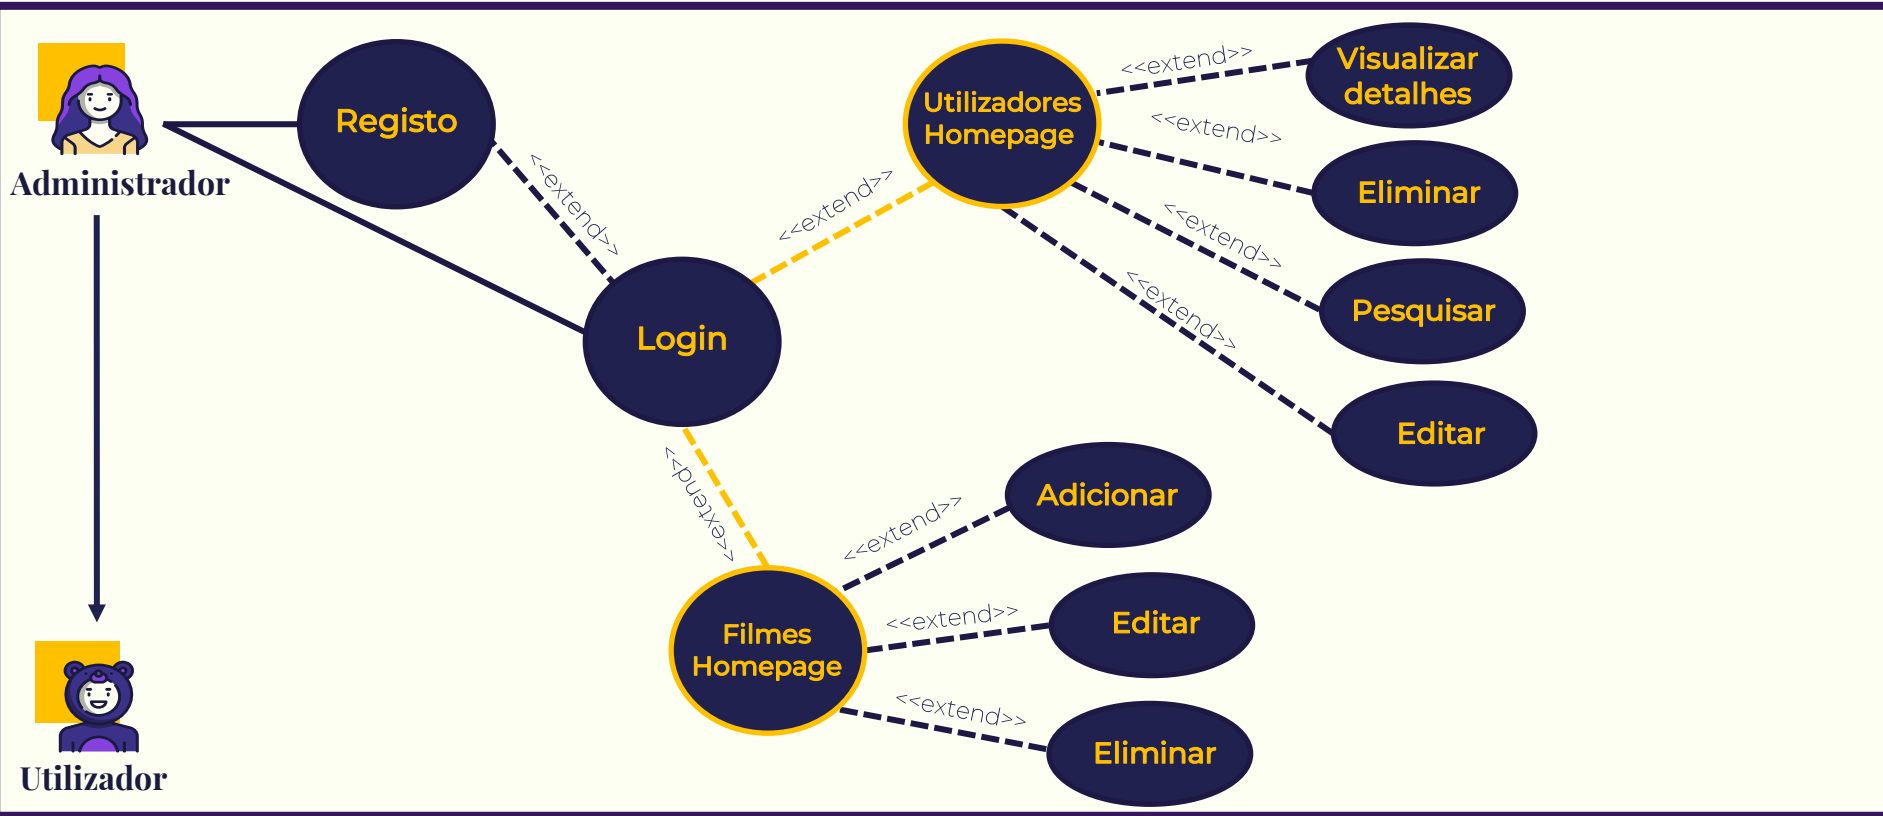 Administrador
Registo
<<extend>>
Login
<<extend>>
Utilizadores
Homepage
<<extend>>
Visualizar
detalhes
<<extend>>
Eliminar
<<extend>>
Pesquisar
<<extend>>
Editar
<<extend>>
Filmes
Homepage
<<extend>>
Adicionar
<<extend>>
Editar
<<extend>>
Eliminar
Utilizador